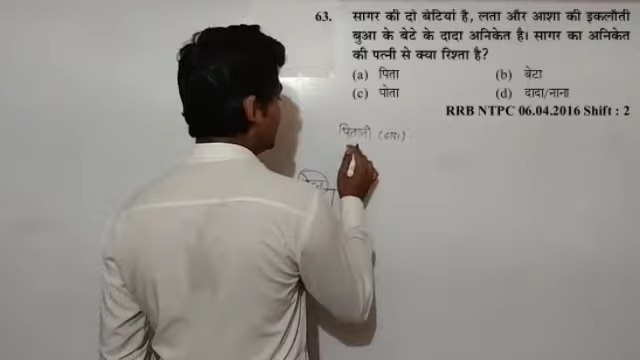 63. सागर की दो बेटियां है, लता और आशा की इकलौती
बुआ के बेटे के दादा अनिकेत है। सागर का अनिकेत
की पत्नी से क्या रिश्ता है?
(a) पिता (b) बेटा
(c) पोता (d) दादा/नाना
RRB NTPC 06.04.2016 Shift : 2
पिताजी